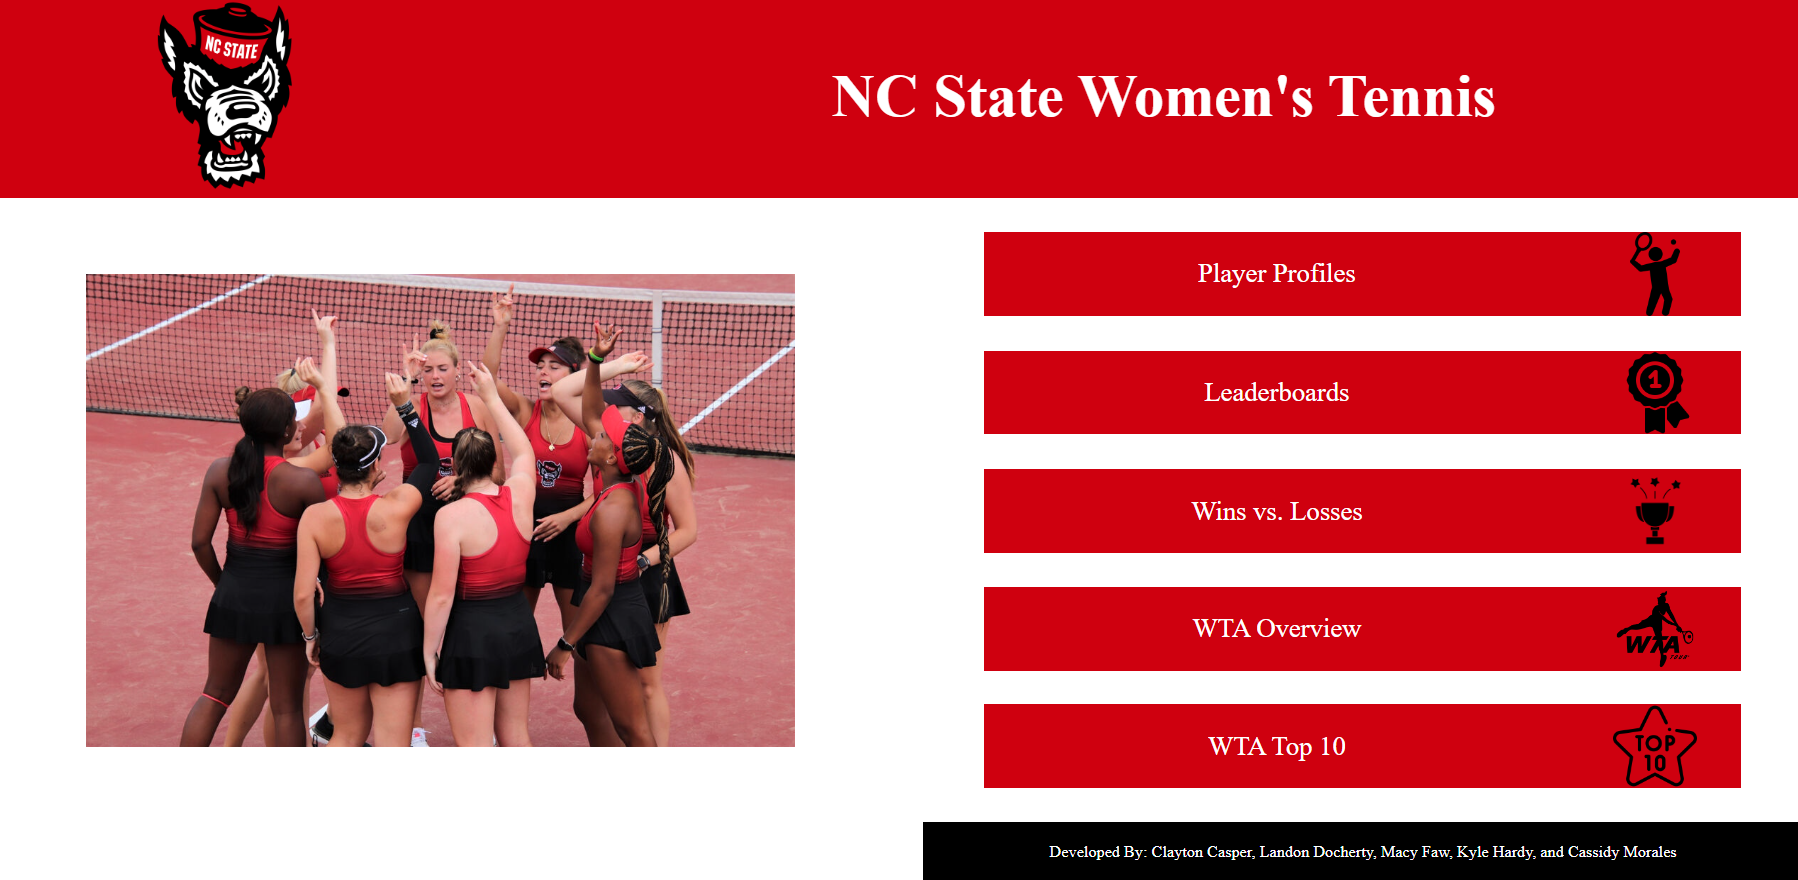 NC STATE
NC State Women's Tennis
Player Profiles
Leaderboards
1
Wins vs. Losses
WTA Overview
WTA
TOUR
WTA Top 10
TOP
10
Developed By: Clayton Casper, Landon Docherty, Macy Faw, Kyle Hardy, and Cassidy Morales